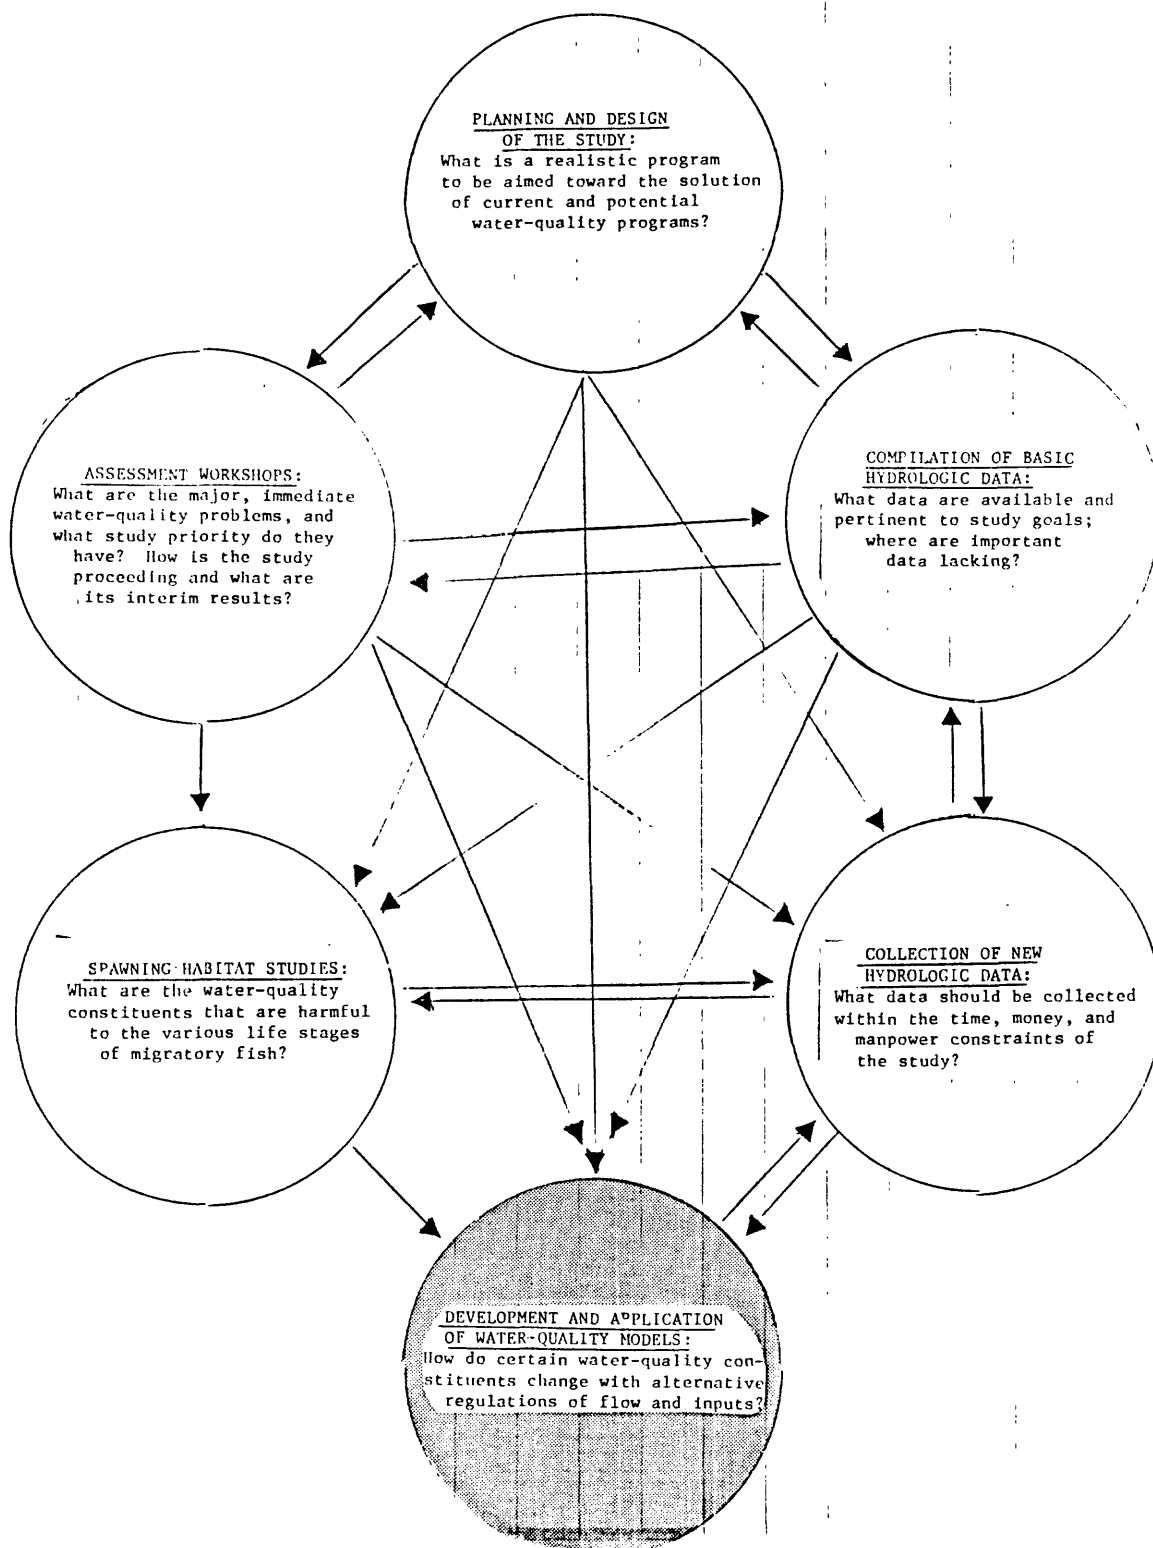 PLANNING AND DESIGN
OF THE STUDY:
What is a realistic program
to be aimed toward the solution
of current and potential
water-quality programs?
ASSESSMENT WORKSHOPS:
What are the major, immediate
water-quality problems, and
what study priority do they
have? How is the study
proceeding and what are
its interim results?
COMPILATION OF BASIC
HYDROLOGIC DATA:
What data are available and
pertinent to study goals;
where are important
data lacking?
SPAWNING-HABITAT STUDIES:
What are the water-quality
constituents that are harmful
to the various life stages
of migratory fish?
COLLECTION OF NEW
HYDROLOGIC DATA:
What data should be collected
within the time, money, and
manpower constraints of
the study?
DEVELOPMENT AND APPLICATION
OF WATER-QUALITY MODELS:
How do certain water-quality con-
stituents change with alternative
regulations of flow and inputs?